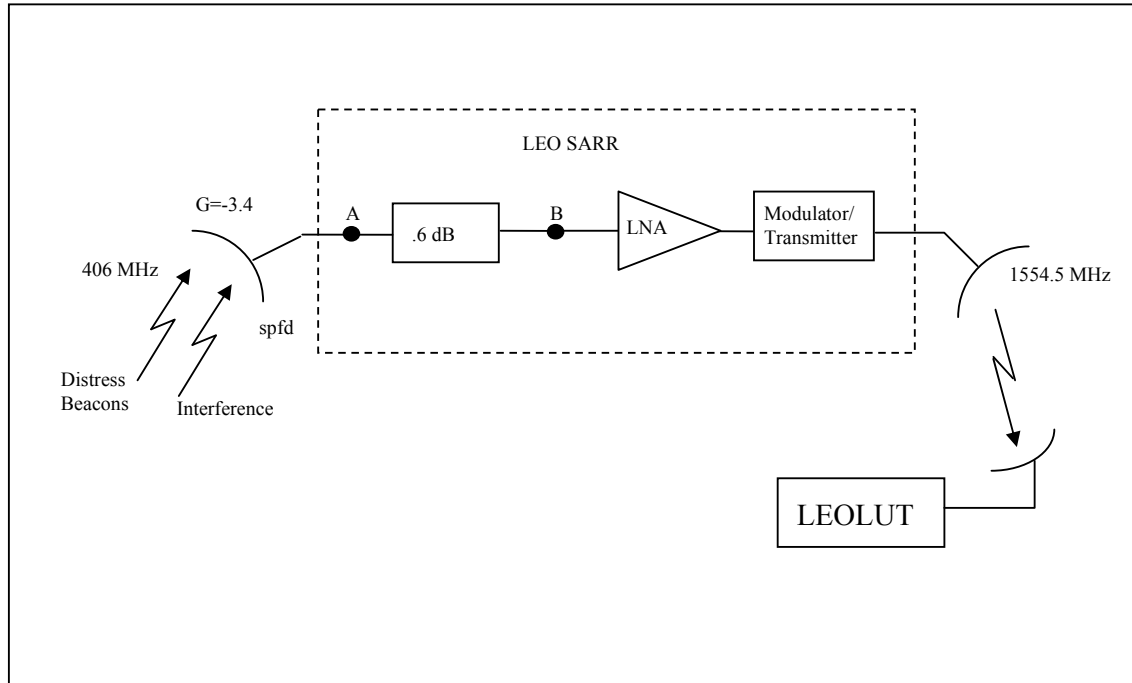 LEO SARR
G=-3.4
A
.6 dB
B
LNA
Modulator/
Transmitter
406 MHz
1554.5 MHz
spfd
Distress
Beacons
Interference
LEOLUT